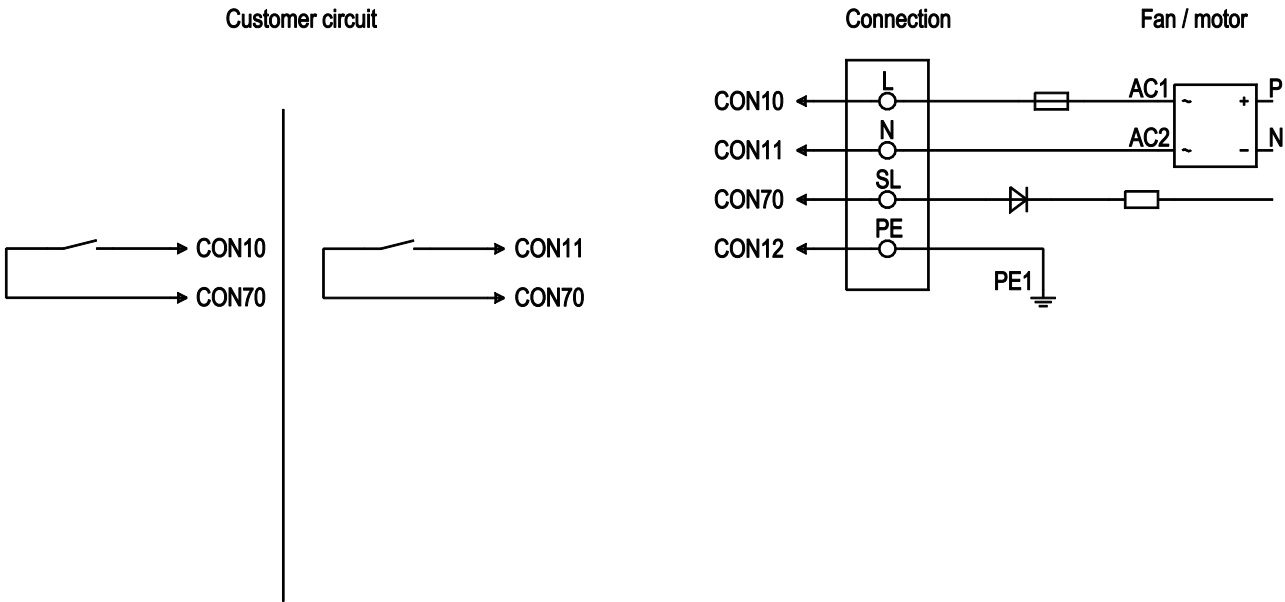 Customer circuit
Connection
Fan / motor
L
CON10
AC1
~
+
P
N
CON11
AC2
~
–
N
SL
CON70
PE
CON12
PE1
CON10
CON70
CON11
CON70